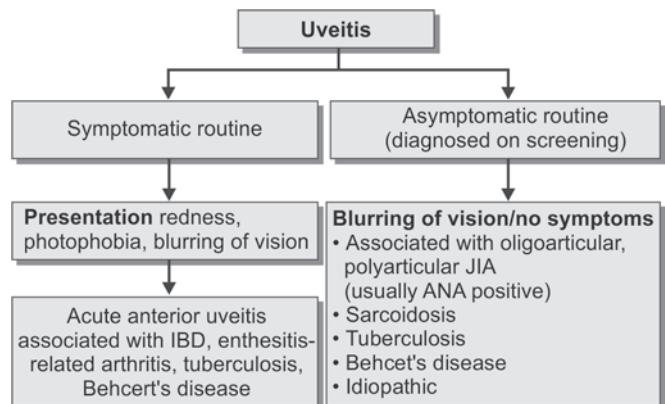 Uveitis
Symptomatic routine
Asymptomatic routine
(diagnosed on screening)
Presentation redness,
photophobia, blurring of vision
Acute anterior uveitis
associated with IBD, enthesitis-
related arthritis, tuberculosis,
Behcert's disease
Blurring of vision/no symptoms
• Associated with oligoarticular,
polyarticular JIA
(usually ANA positive)
• Sarcoidosis
• Tuberculosis
• Behcet's disease
• Idiopathic